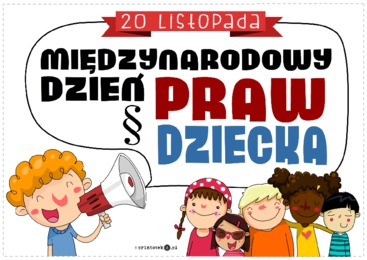 20 LISTOPADA
MIĘDZYNARODOWY
DZIEŃ
§ PRAW
DZIECKA